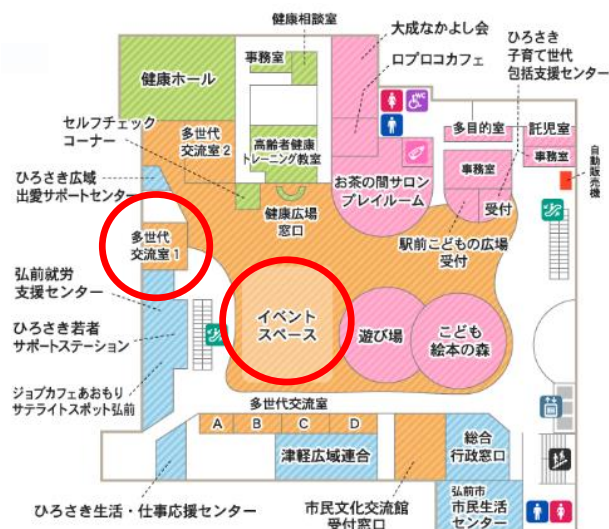 健康相談室
大成なかよし会
ロプロコカフェ
ひろさき
子育て世代
包括支援センター
健康ホール
事務室
セルフチェック
コーナー
多世代
交流室2
高齢者健康
トレーニング教室
WC
多目的室
託児室
事務室
事務室
自動販売機
お茶の間サロン
プレイルーム
受付
ひろさき広域
出愛サポートセンター
健康広場
窓口
駅前こどもの広場
受付
多世代
交流室1
弘前就労
支援センター
イベント
スペース
遊び場
こども
絵本の森
ひろさき若者
サポートステーション
ジョブカフェあおもり
サテライトスポット弘前
多世代交流室
A
B
C
D
津軽広域連合
総合
行政窓口
ひろさき生活・仕事応援センター
市民文化交流館
受付窓口
弘前市
市民生活
センター